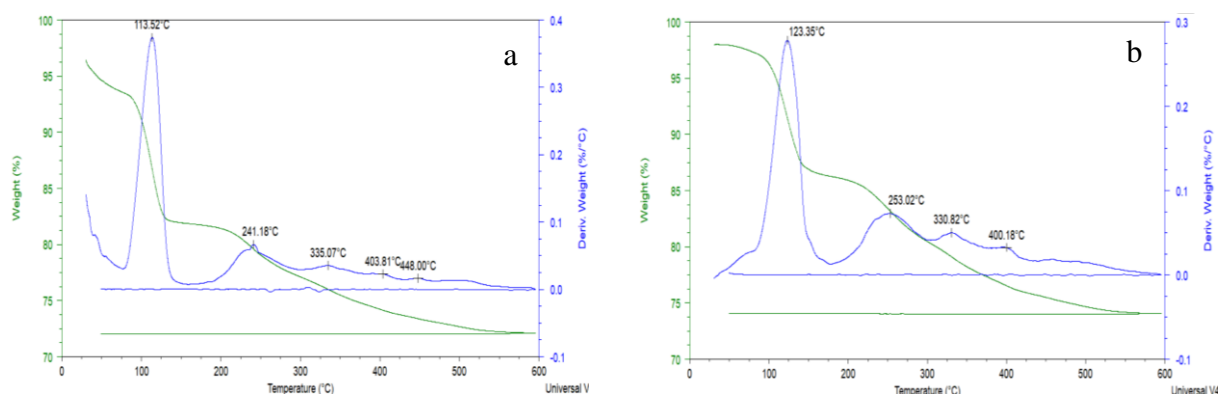 a
113.52°C
241.18°C
335.07°C
403.81°C
448.00°C
100
95
90
85
80
75
70
Weight (%)
0.4
0.3
0.2
0.1
0.0
-0.1
Deriv. Weight (%/°C)
0 100 200 300 400 500 600
Temperature (°C)
Universal V
b
123.35°C
253.02°C
330.82°C
400.18°C
100
95
90
85
80
75
70
Weight (%)
0.3
0.2
0.1
0.0
-0.1
Deriv. Weight (%/°C)
0 100 200 300 400 500 600
Temperature (°C)
Universal V4